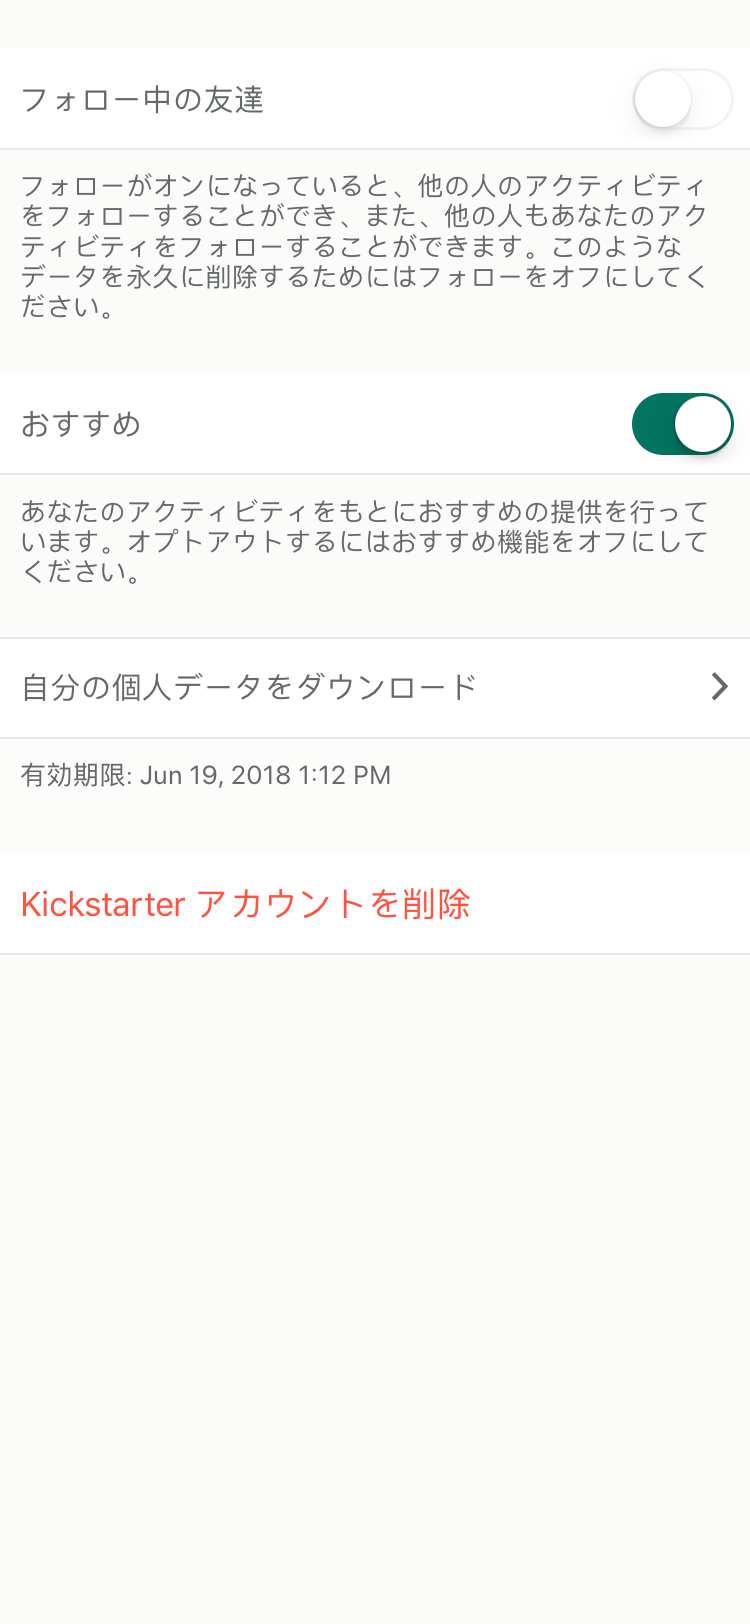 フォロー中の友達
フォローがオンになっていると、他の人のアクティビティ
をフォローすることができ、また、他の人もあなたのアク
ティビティをフォローすることができます。このような
データを永久に削除するためにはフォローをオフにしてく
ださい。
おすすめ
あなたのアクティビティをもとにおすすめの提供を行って
います。オプトアウトするにはおすすめ機能をオフにして
ください。
自分の個人データをダウンロード
有効期限: Jun 19, 2018 1:12 PM
Kickstarter アカウントを削除